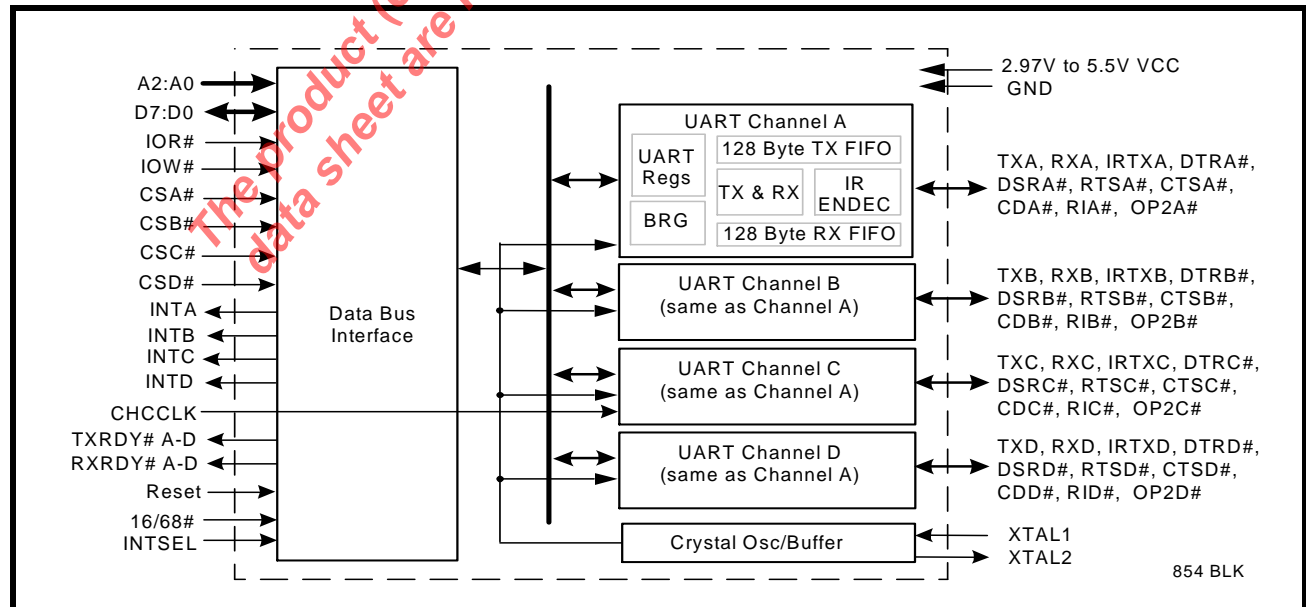 The product (
data sheet are
A2:A0
D7:D0
IOR#
IOW#
CSA#
CSB#
CSC#
CSD#
INTA
INTB
INTC
INTD
CHCCLK
TXRDY# A-D
RXRDY# A-D
Reset
16/68#
INTSEL
Data Bus
Interface
2.97V to 5.5V VCC
GND
UART Channel A
UART
Regs
128 Byte TX FIFO
TX & RX
IR
ENDEC
BRG
128 Byte RX FIFO
TXA, RXA, IRTXA, DTRA#,
DSRA#, RTSA#, CTSA#,
CDA#, RIA#, OP2A#
UART Channel B
(same as Channel A)
TXB, RXB, IRTXB, DTRB#,
DSRB#, RTSB#, CTSB#,
CDB#, RIB#, OP2B#
UART Channel C
(same as Channel A)
TXC, RXC, IRTXC, DTRC#,
DSRC#, RTSC#, CTSC#,
CDC#, RIC#, OP2C#
UART Channel D
(same as Channel A)
TXD, RXD, IRTXD, DTRD#,
DSRD#, RTSD#, CTSD#,
CDD#, RID#, OP2D#
Crystal Osc/Buffer
XTAL1
XTAL2
854 BLK